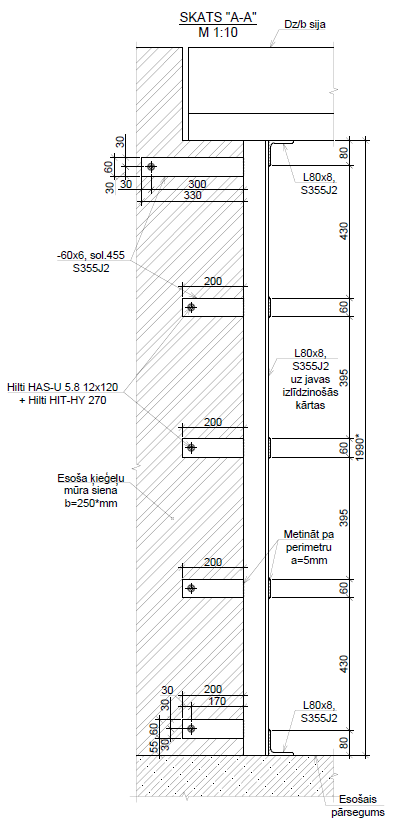 SKATS "A-A"
M 1:10
Dz/b sija
30
60
30
30
300
330
80
L80x8,
S355J2
430
-60x6, sol.455
S355J2
200
60
L80x8,
S355J2
uz javas
izlīdzinošās
kārtas
395
Hilti HAS-U 5.8 12x120
+ Hilti HIT-HY 270
200
60
1990*
Esoša ķieģeļu
mūra siena
b=250*mm
395
Metināt pa
perimetru
a=5mm
200
60
430
30
200
30
170
60
30
55
L80x8,
S355J2
80
Esošais
pārsegums